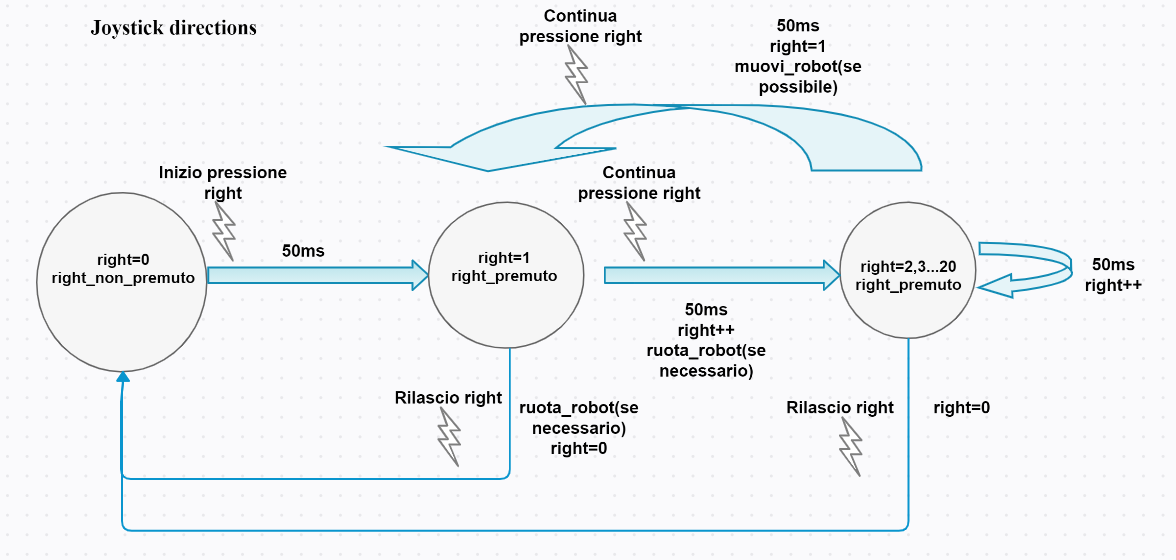 Joystick directions
Continua
pressione right
50ms
right=1
muovi_robot(se
possibile)
Inizio pressione
right
Continua
pressione right
right=0
right_non_premuto
50ms
right=1
right_premuto
right=2,3...20
right_premuto
50ms
right++
50ms
right++
ruota_robot(se
necessario)
Rilascio right
ruota_robot(se
necessario)
right=0
Rilascio right
right=0